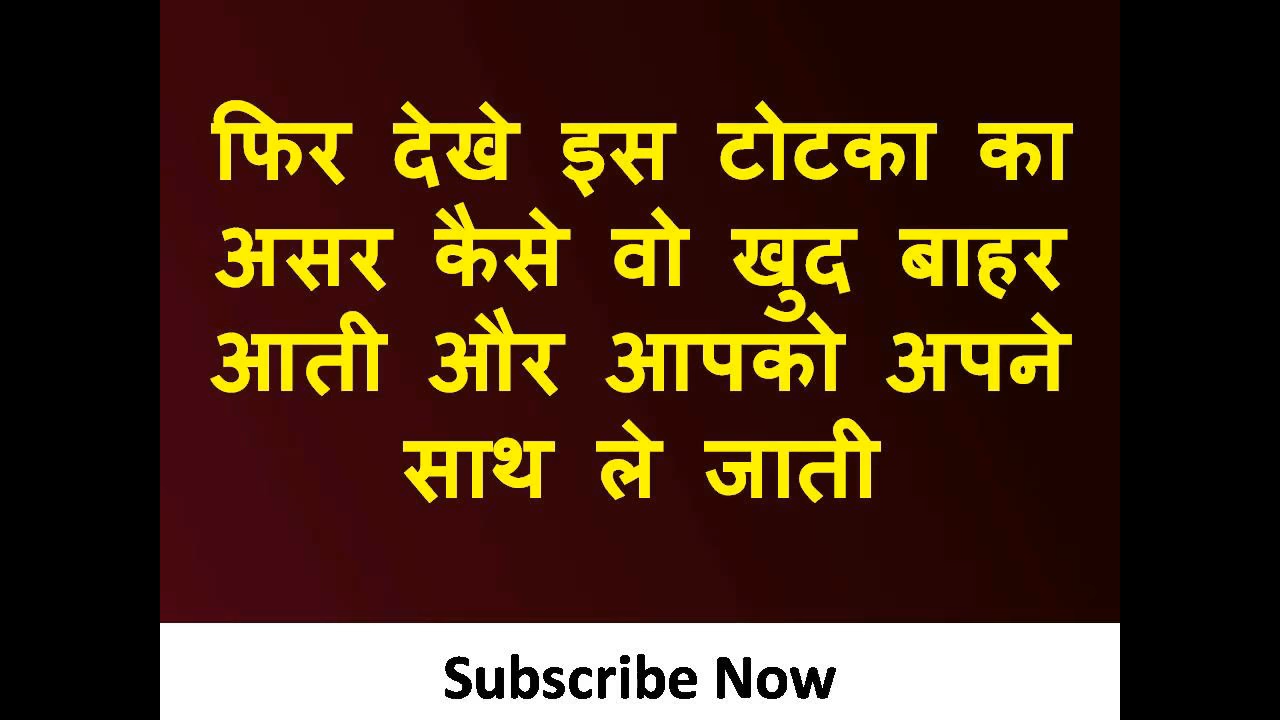 फिर देखे इस टोटका का
असर कैसे वो खुद बाहर
आती और आपको अपने
साथ ले जाती
Subscribe Now